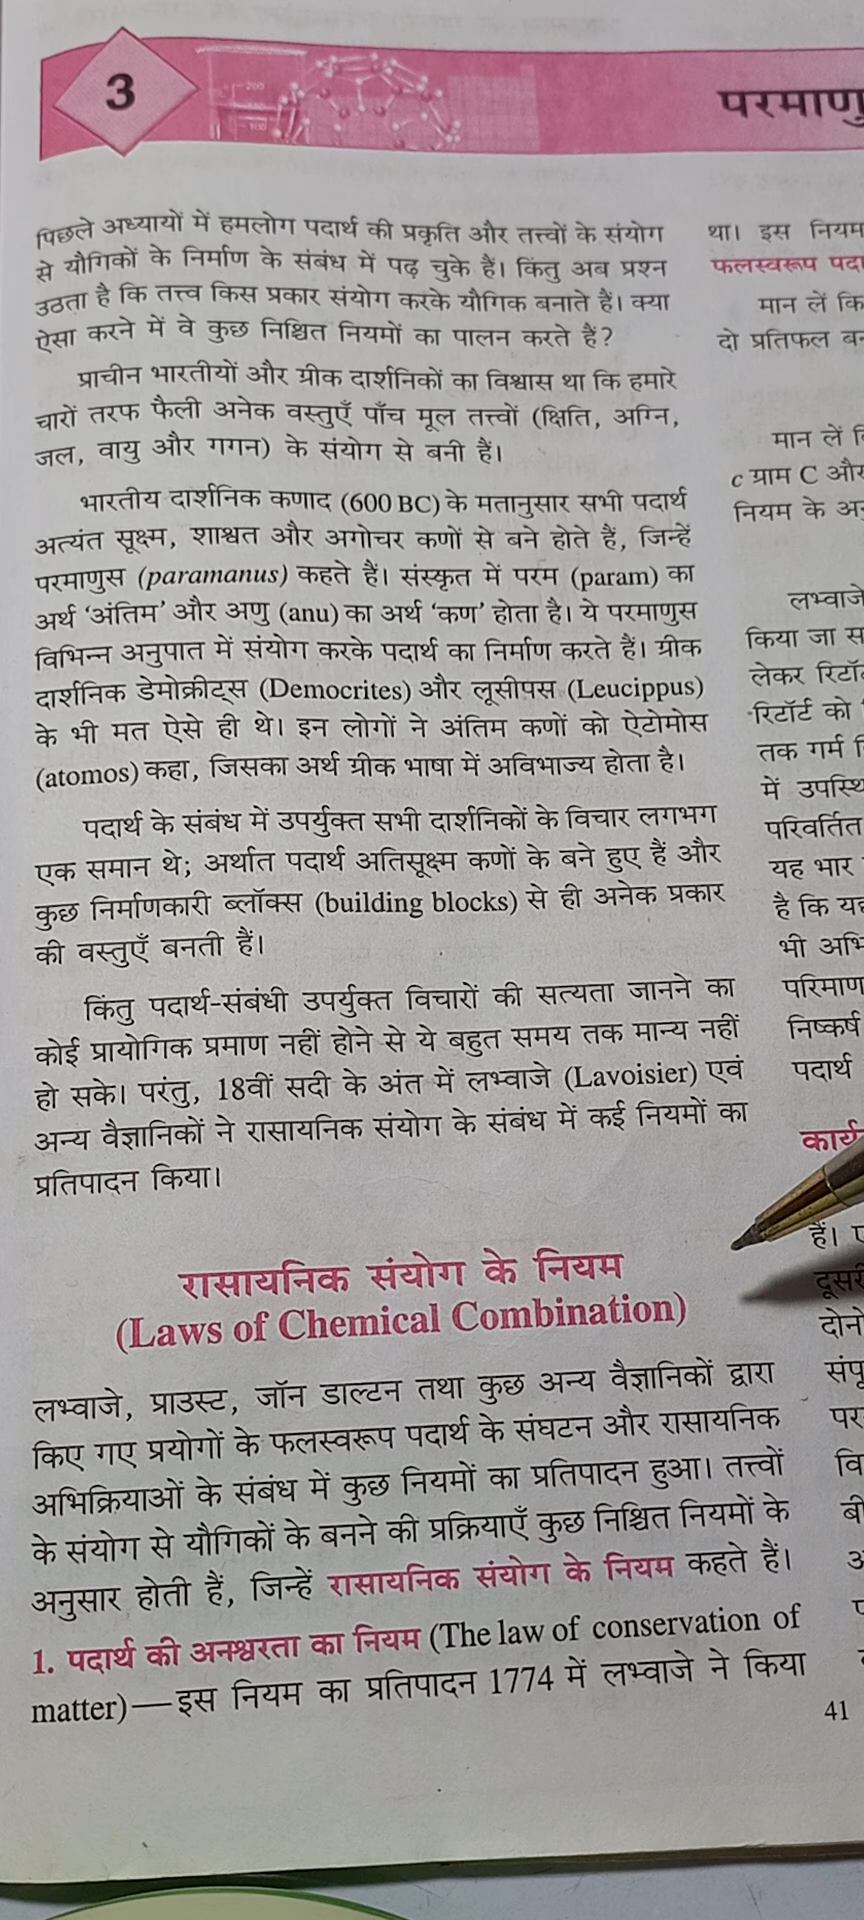 3
परमाणु
पिछले अध्यायों में हमलोग पदार्थ की प्रकृति और तत्त्वों के संयोग
से यौगिकों के निर्माण के संबंध में पढ़ चुके हैं। किंतु अब प्रश्न
उठता है कि तत्त्व किस प्रकार संयोग करके यौगिक बनाते हैं। क्या
ऐसा करने में वे कुछ निश्चित नियमों का पालन करते हैं?
प्राचीन भारतीयों और ग्रीक दार्शनिकों का विश्वास था कि हमारे
चारों तरफ फैली अनेक वस्तुएँ पाँच मूल तत्त्वों (क्षिति, अग्नि,
जल, वायु और गगन) के संयोग से बनी हैं।
भारतीय दार्शनिक कणाद (600 BC) के मतानुसार सभी पदार्थ
अत्यंत सूक्ष्म, शाश्वत और अगोचर कणों से बने होते हैं, जिन्हें
परमाणुस (paramanus) कहते हैं। संस्कृत में परम (param) का
अर्थ ‘अंतिम’ और अणु (anu) का अर्थ ‘कण’ होता है। ये परमाणुस
विभिन्न अनुपात में संयोग करके पदार्थ का निर्माण करते हैं। ग्रीक
दार्शनिक डेमोक्रीट्स (Democrites) और लूसीपस (Leucippus)
के भी मत ऐसे ही थे। इन लोगों ने अंतिम कणों को ऐटोमोस
(atomos) कहा, जिसका अर्थ ग्रीक भाषा में अविभाज्य होता है।
पदार्थ के संबंध में उपर्युक्त सभी दार्शनिकों के विचार लगभग
एक समान थे; अर्थात पदार्थ अतिसूक्ष्म कणों के बने हुए हैं और
कुछ निर्माणकारी ब्लॉक्स (building blocks) से ही अनेक प्रकार
की वस्तुएँ बनती हैं।
किंतु पदार्थ-संबंधी उपर्युक्त विचारों की सत्यता जानने का
कोई प्रायोगिक प्रमाण नहीं होने से ये बहुत समय तक मान्य नहीं
हो सके। परंतु, 18वीं सदी के अंत में लभ्वाजे (Lavoisier) एवं
अन्य वैज्ञानिकों ने रासायनिक संयोग के संबंध में कई नियमों का
प्रतिपादन किया।
रासायनिक संयोग के नियम
(Laws of Chemical Combination)
लभ्वाजे, प्राउस्ट, जॉन डाल्टन तथा कुछ अन्य वैज्ञानिकों द्वारा
किए गए प्रयोगों के फलस्वरूप पदार्थ के संघटन और रासायनिक
अभिक्रियाओं के संबंध में कुछ नियमों का प्रतिपादन हुआ। तत्त्वों
के संयोग से यौगिकों के बनने की प्रक्रियाएँ कुछ निश्चित नियमों के
अनुसार होती हैं, जिन्हें रासायनिक संयोग के नियम कहते हैं।
1. पदार्थ की अनश्वरता का नियम (The law of conservation of
matter)—इस नियम का प्रतिपादन 1774 में लभ्वाजे ने किया
था। इस नियम
फलस्वरूप
मान लें कि
दो प्रतिफल
मान लें
c ग्राम C और
नियम के
लभ्वाजे
किया जा
लेकर
रिटॉर्ट को
तक गर्म
में
परिवर्तित
यह भार
है कि यह
भी
परिमाण
निष्कर्ष
पदार्थ
हैं।
41